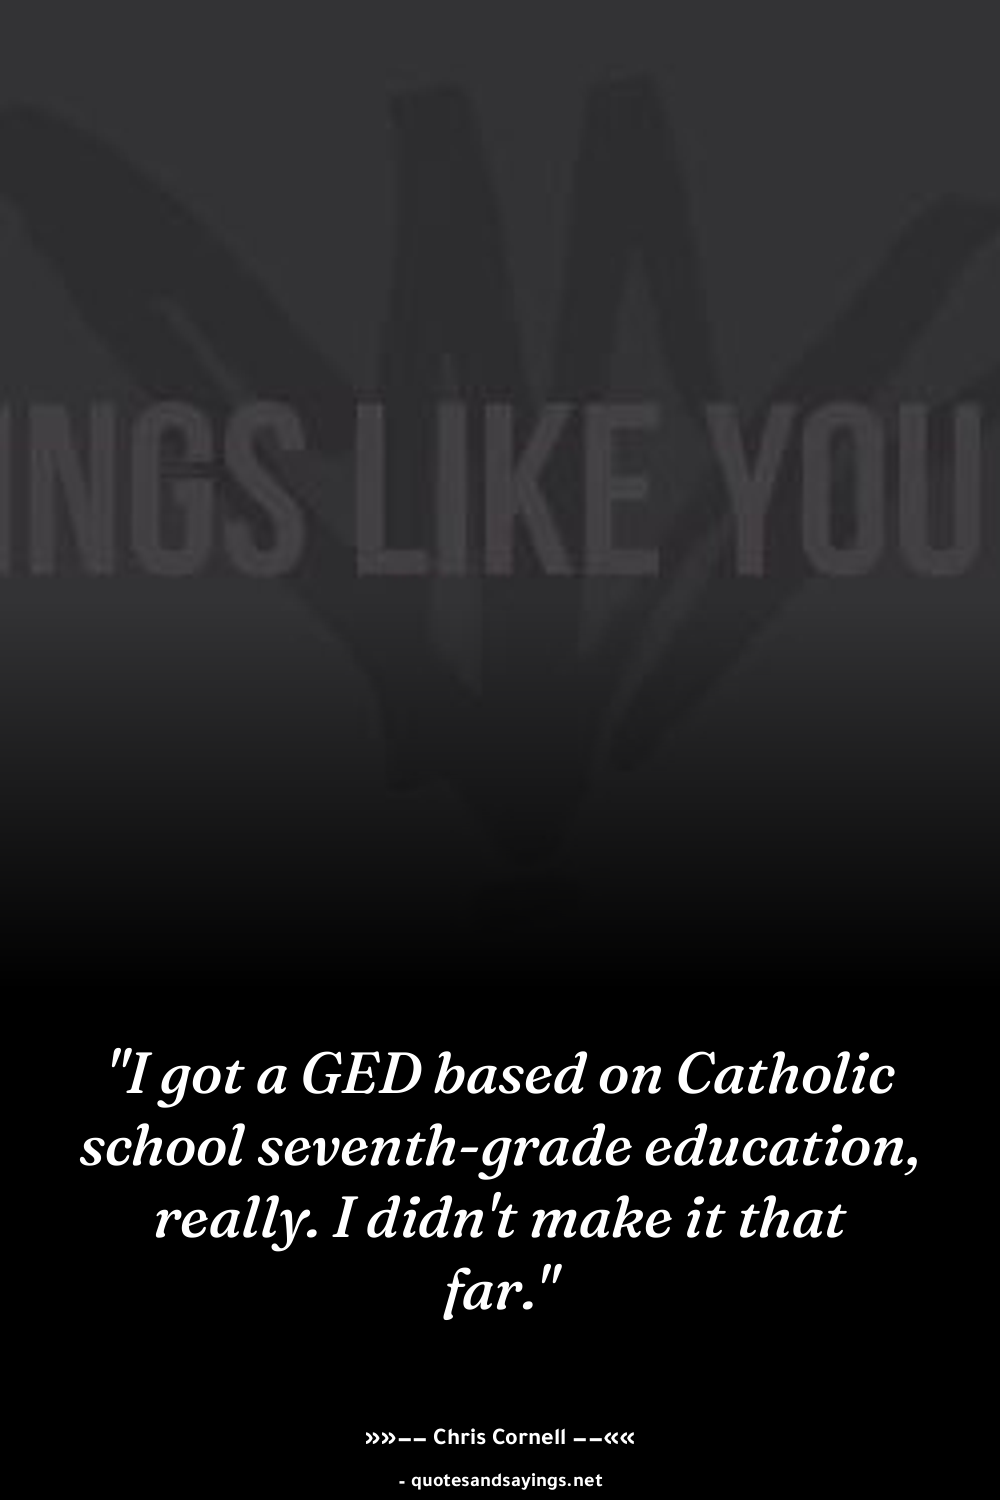 INGS LIKE YOU
"I got a GED based on Catholic
school seventh-grade education,
really. I didn't make it that
far."
»»–– Chris Cornell ––««
- quotesandsayings.net